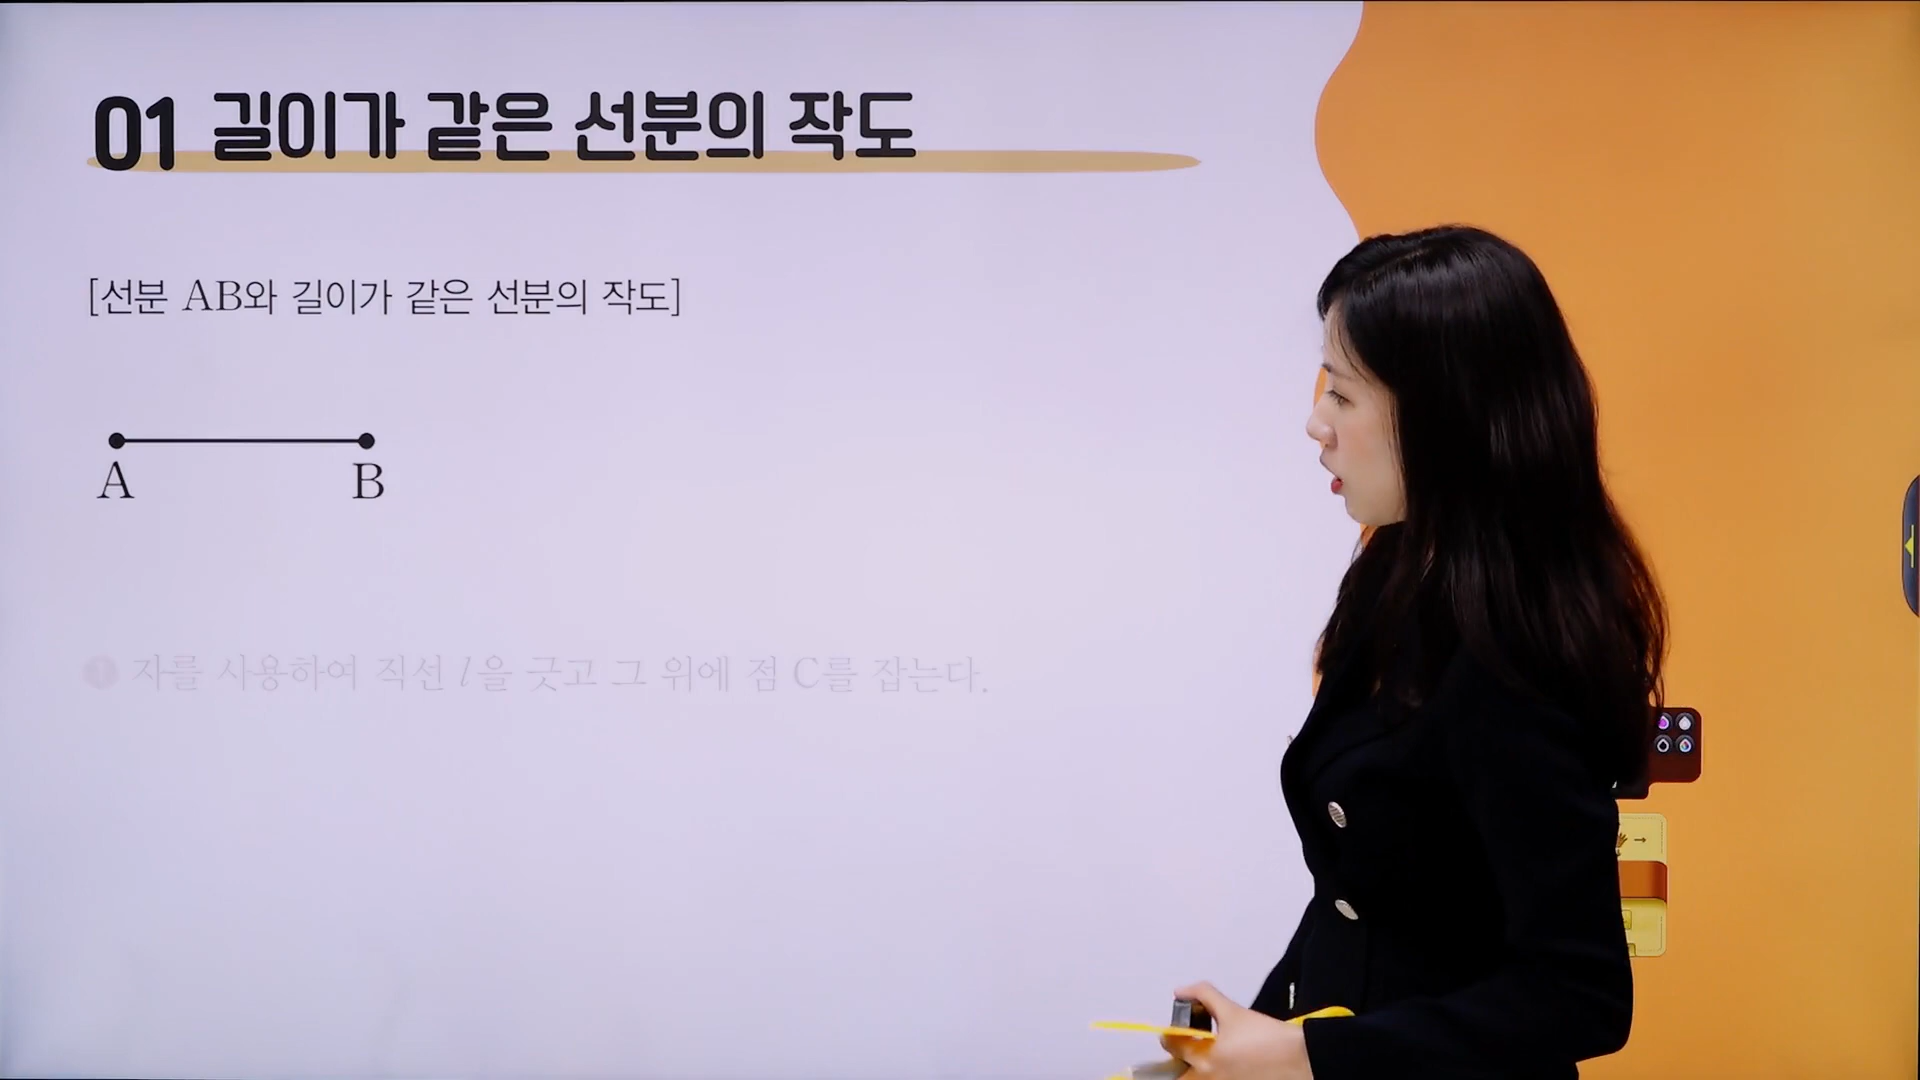 01 길이가 같은 선분의 작도
[선분 AB와 길이가 같은 선분의 작도]
A B
❶ 자를 사용하여 직선 l을 긋고 그 위에 점 C를 잡는다.